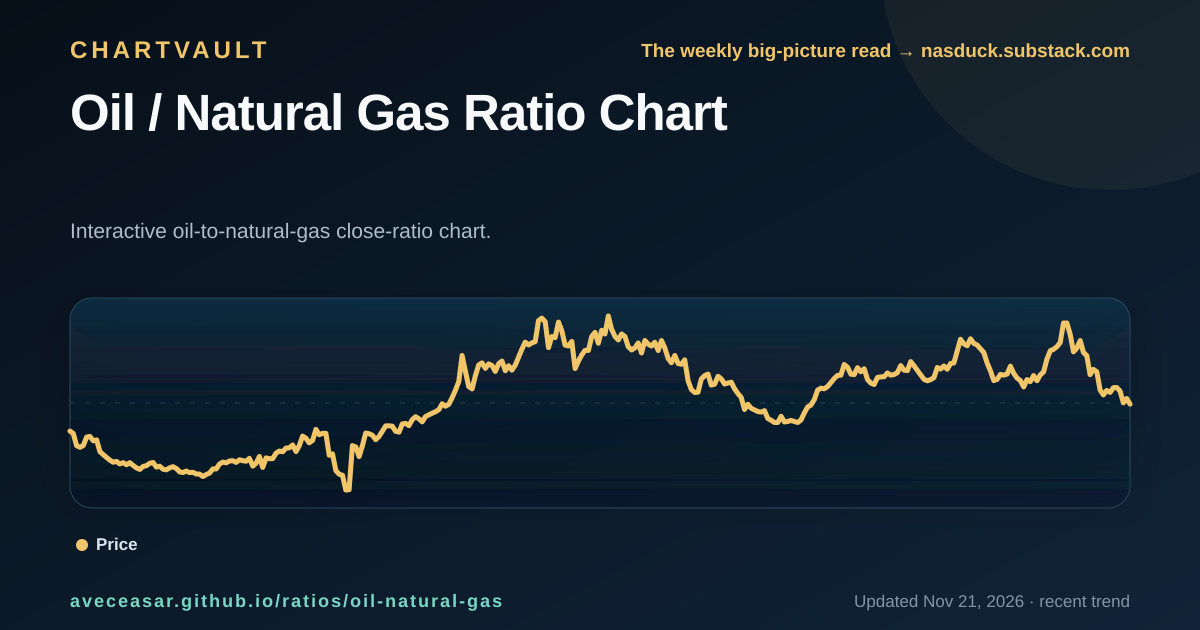 CHARTVAULT
The weekly big-picture read → nasduck.substack.com
Oil / Natural Gas Ratio Chart
Interactive oil-to-natural-gas close-ratio chart.
Price
aveceasar.github.io/ratios/oil-natural-gas
Updated Nov 21, 2026 · recent trend